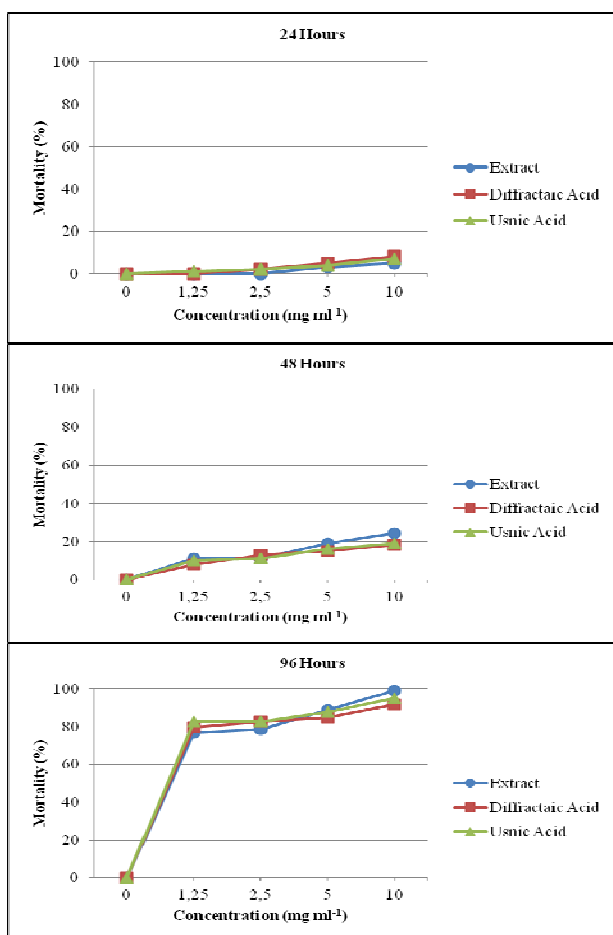 24 Hours
100
80
60
40
20
0
Mortality (%)
0 1,25 2,5 5 10
Concentration (mg ml-1)
Extract
Diffractaic Acid
Usnic Acid
48 Hours
100
80
60
40
20
0
Mortality (%)
0 1,25 2,5 5 10
Concentration (mg ml-1)
Extract
Diffractaic Acid
Usnic Acid
96 Hours
100
80
60
40
20
0
Mortality (%)
0 1,25 2,5 5 10
Concentration (mg ml-1)
Extract
Diffractaic Acid
Usnic Acid